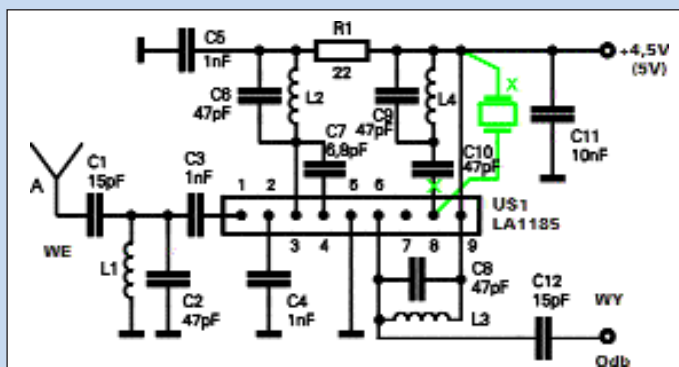 C5
1nF
R1
22
+4,5V
(5V)
C6
47pF
L2
C9
47pF
L4
X
C7
6,8pF
C10
47pF
C11
10nF
A
C1
15pF
C3
1nF
X
1 2 5 6
US1
LA1185
3 4 7 8 9
WE
L1
C2
47pF
C4
1nF
C8
47pF
L3
C12
15pF
WY
Odb